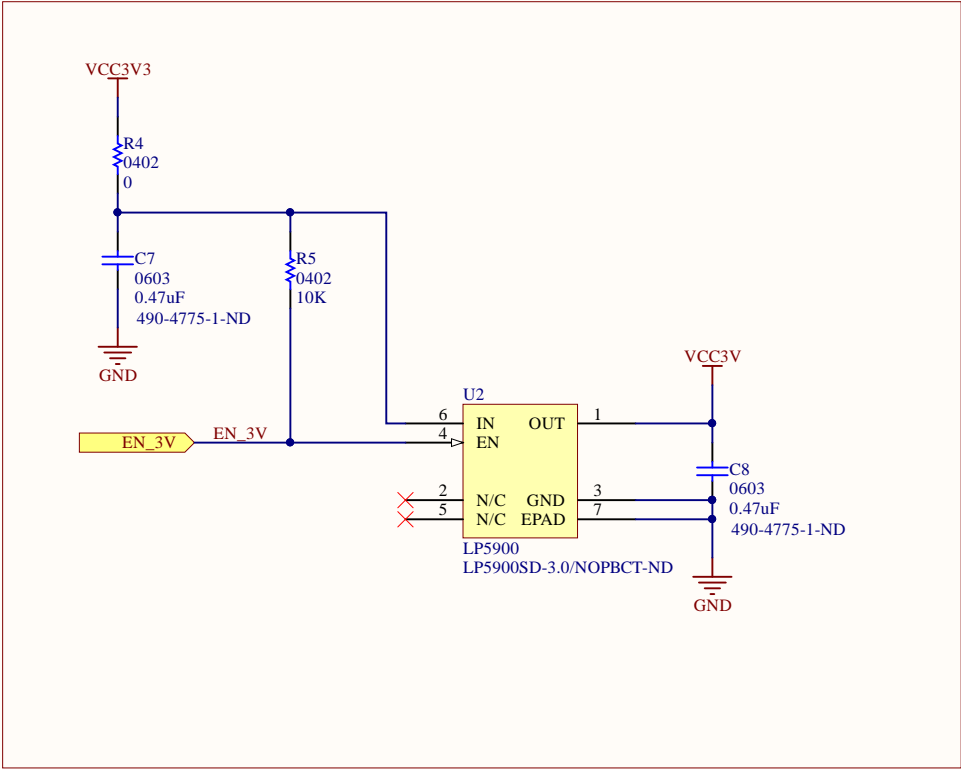 VCC3V3
R4
0402
0
C7
0603
0.47uF
490-4775-1-ND
GND
R5
0402
10K
EN_3V
EN_3V
U2
6
IN
OUT
1
4
EN
2
N/C
GND
3
5
N/C
EPAD
7
LP5900
LP5900SD-3.0/NOPBCT-ND
VCC3V
C8
0603
0.47uF
490-4775-1-ND
GND